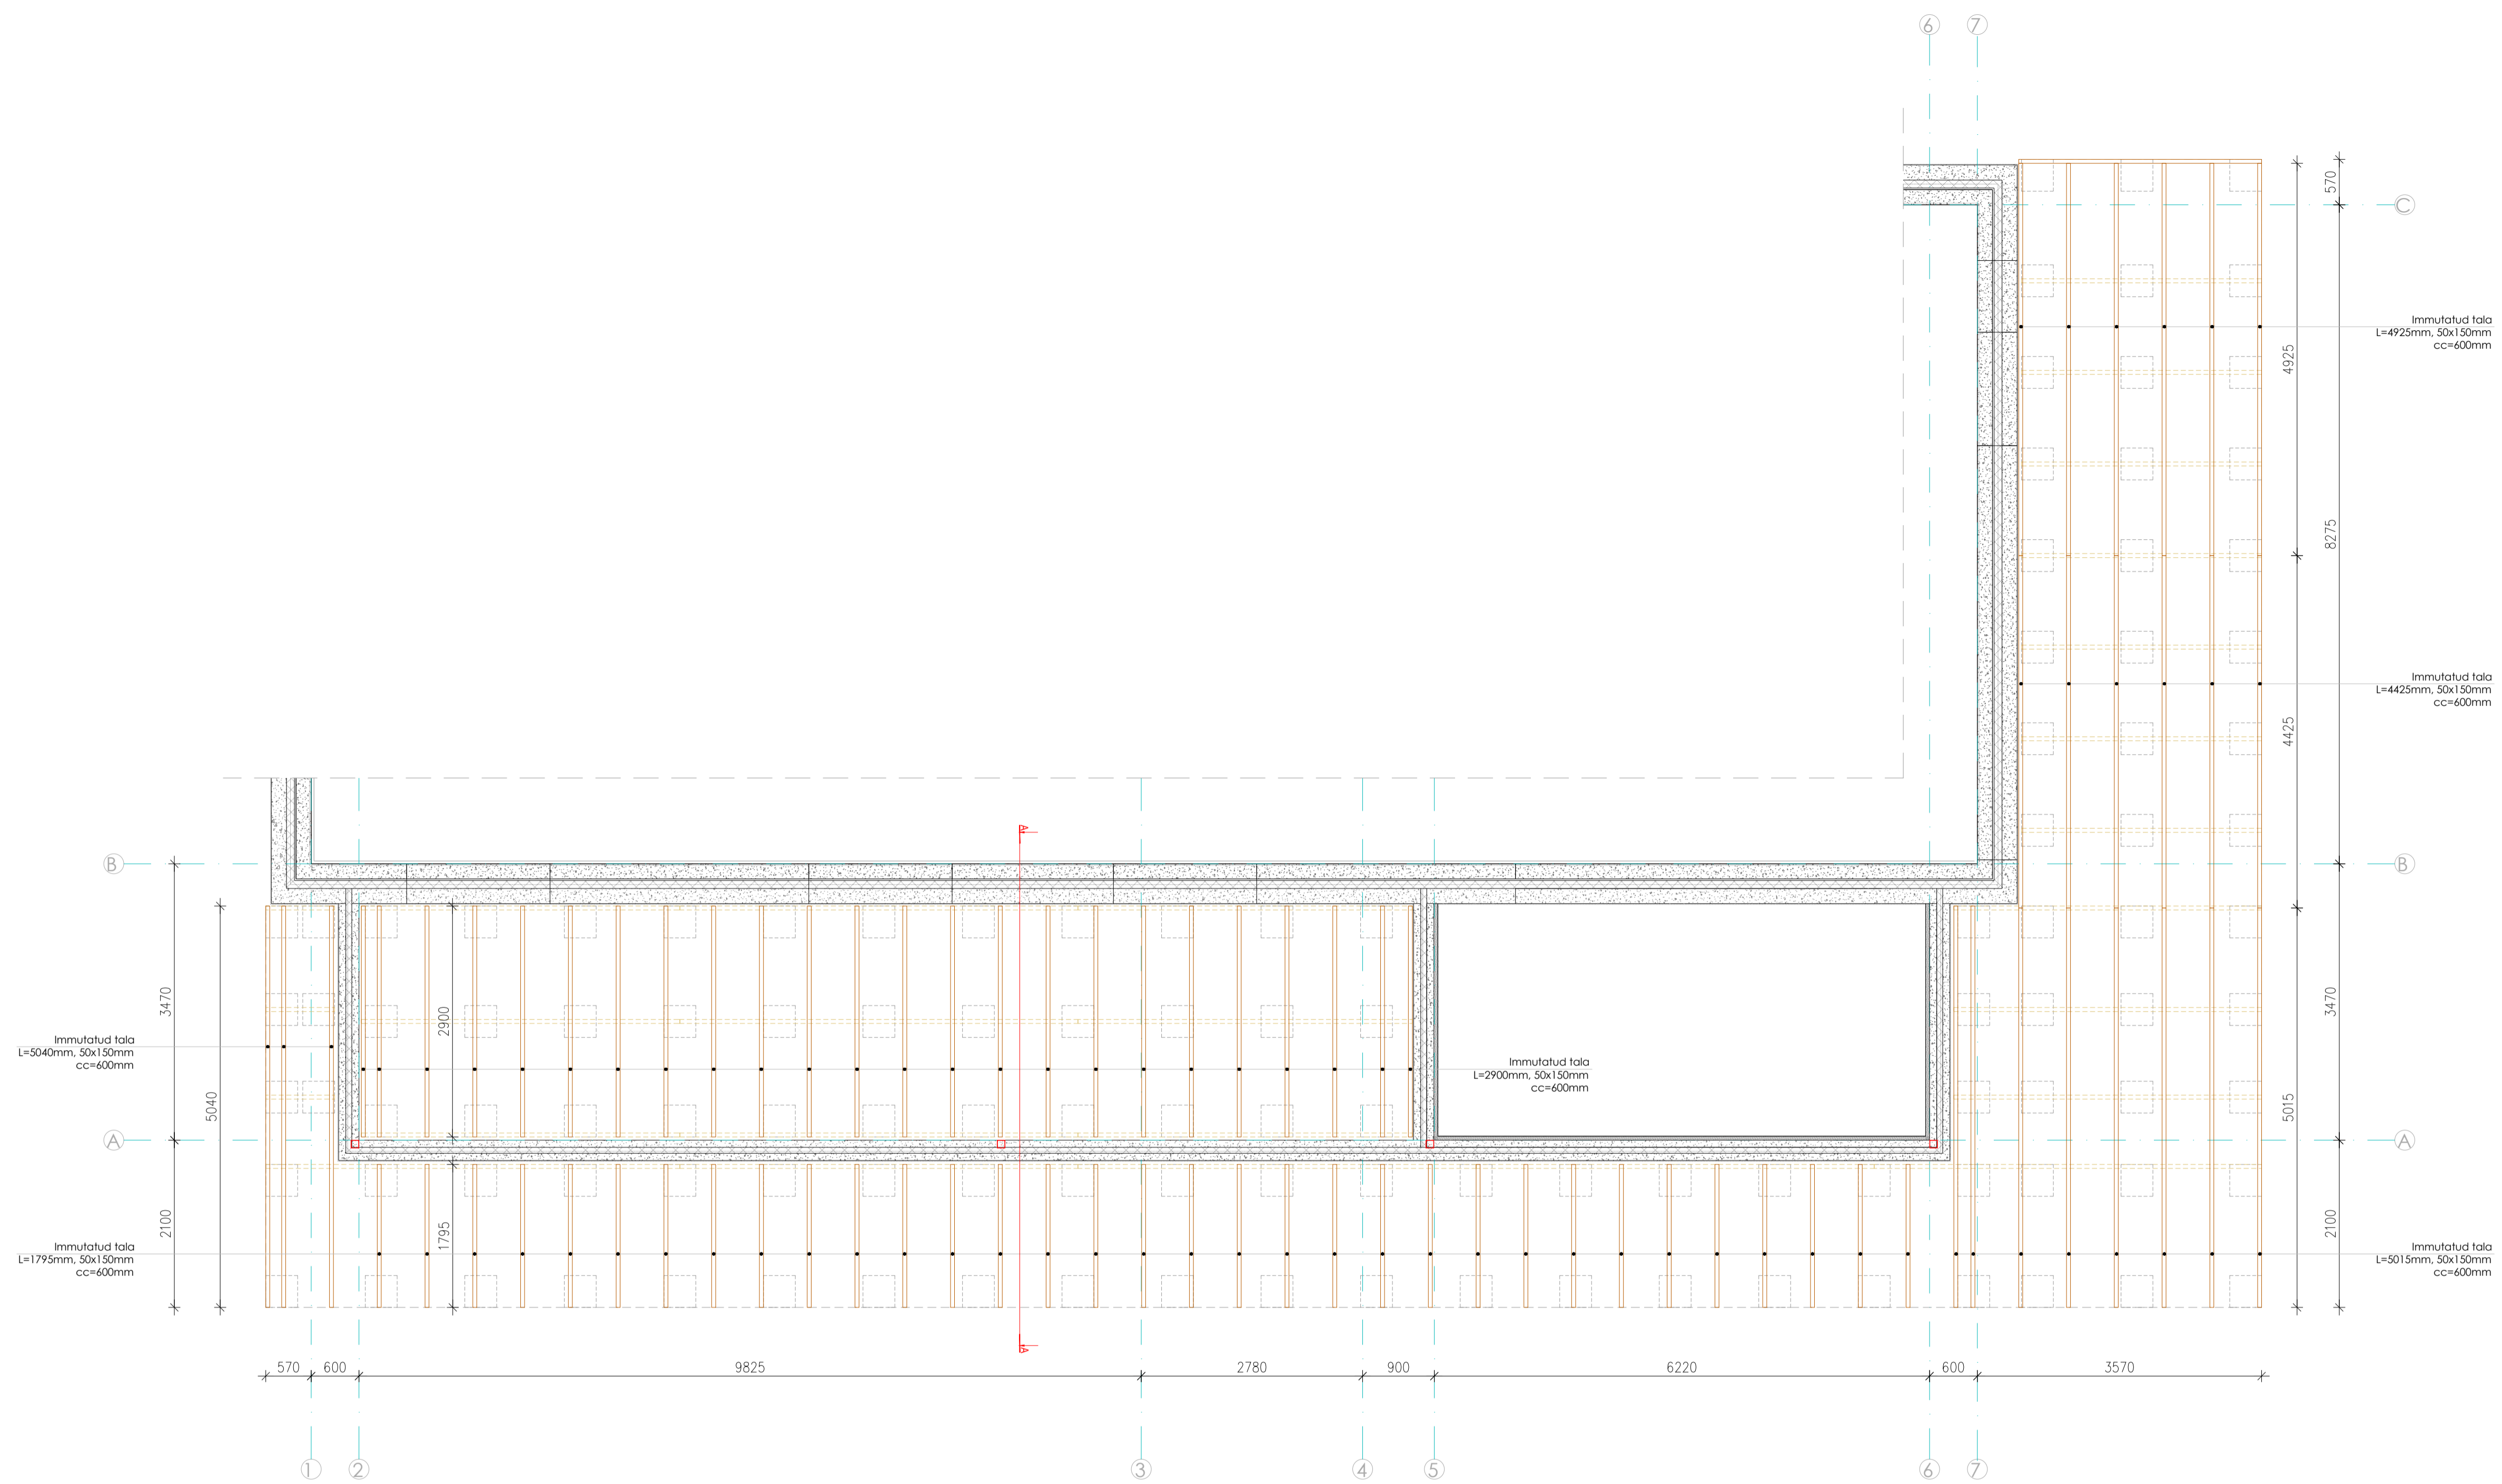 6 7
570
C
Immutatud tala
L=4925mm, 50x150mm
cc=600mm
4925
8275
Immutatud tala
L=4425mm, 50x150mm
cc=600mm
4425
A
B
B
3470
2900
3470
Immutatud tala
L=5040mm, 50x150mm
cc=600mm
Immutatud tala
L=2900mm, 50x150mm
cc=600mm
5040
5015
A
A
2100
1795
2100
Immutatud tala
L=1795mm, 50x150mm
cc=600mm
Immutatud tala
L=5015mm, 50x150mm
cc=600mm
A
570 600 9825 2780 900 6220 600 3570
1 2 3 4 5 6 7